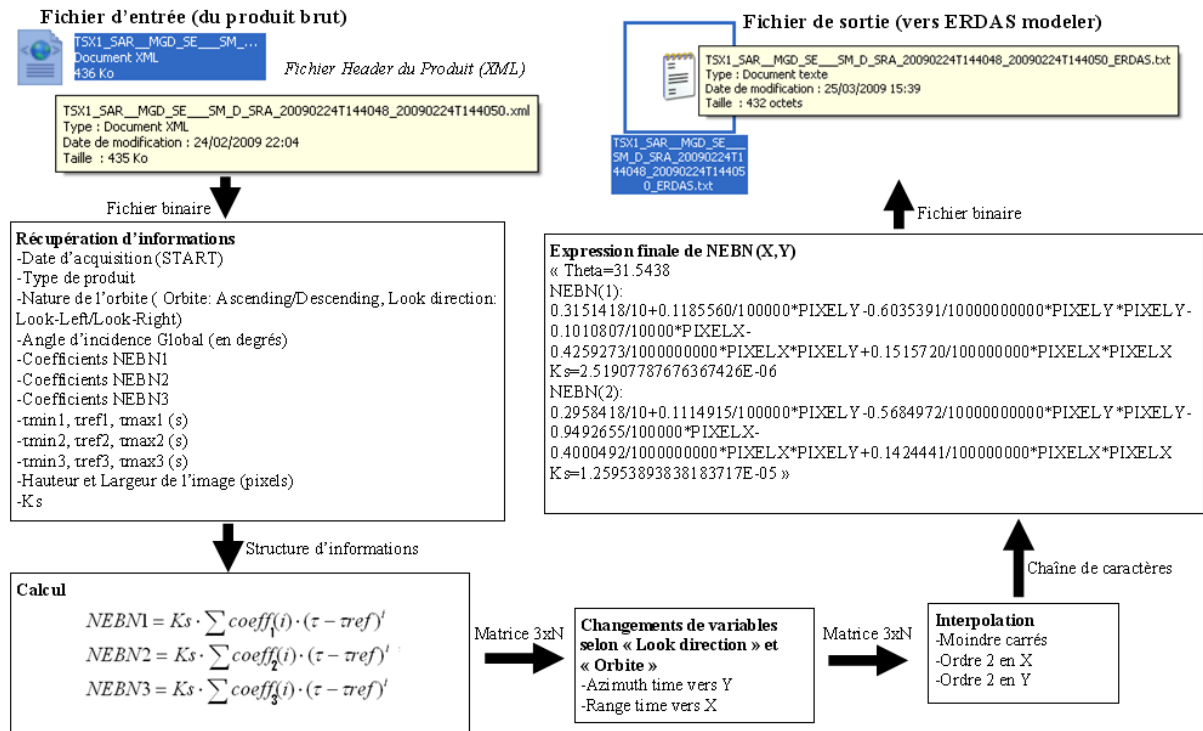 Fichier d'entrée (du produit brut)
TSX1_SAR__MGD_SE___SM_...
Document XML
436 Ko
Fichier Header du Produit (XML)
TSX1_SAR__MGD_SE___SM_D_SRA_20090224T144048_20090224T144050.xml
Type : Document XML
Date de modification : 24/02/2009 22:04
Taille : 435 Ko
Fichier binaire
Récupération d'informations
-Date d'acquisition (START)
-Type de produit
-Nature de l'orbite ( Orbite: Ascending/Descending, Look direction:
Look-Left/Look-Right)
-Angle d'incidence Global (en degrés)
-Coefficients NEBN1
-Coefficients NEBN2
-Coefficients NEBN3
-τmin1, τref1, τmax1 (s)
-τmin2, τref2, τmax2 (s)
-τmin3, τref3, τmax3 (s)
-Hauteur et Largeur de l'image (pixels)
-Ks
Structure d'informations
Calcul
NEBN1 = Ks · ∑ coeff1(i) · (τ − τref)^i
NEBN2 = Ks · ∑ coeff2(i) · (τ − τref)^i
NEBN3 = Ks · ∑ coeff3(i) · (τ − τref)^i
Matrice 3xN
Changements de variables
selon « Look direction » et
« Orbite »
-Azimuth time vers Y
-Range time vers X
Matrice 3xN
Interpolation
-Moindre carrés
-Ordre 2 en X
-Ordre 2 en Y
Chaîne de caractères
Expression finale de NEBN(X,Y)
« Theta=31.5438
NEBN(1):
0.3151418/10+0.1185560/100000*PIXELY-0.6035391/10000000000*PIXELY*PIXELY-
0.1010807/10000*PIXELX-
0.4259273/1000000000*PIXELX*PIXELY+0.1515720/100000000*PIXELX*PIXELX
Ks=2.51907787676367426E-06
NEBN(2):
0.2958418/10+0.1114915/100000*PIXELY-0.5684972/10000000000*PIXELY*PIXELY-
0.9492655/100000*PIXELX-
0.4000492/1000000000*PIXELX*PIXELY+0.1424441/100000000*PIXELX*PIXELX
Ks=1.25953893838183717E-05 »
Fichier binaire
Fichier de sortie (vers ERDAS modeler)
TSX1_SAR__MGD_SE___SM_D_SRA_20090224T144048_20090224T144050_ERDAS.txt
Type : Document texte
Date de modification : 25/03/2009 15:39
Taille : 432 octets
TSX1_SAR__MGD_SE___
SM_D_SRA_20090224T1
44048_20090224T14405
0_ERDAS.txt